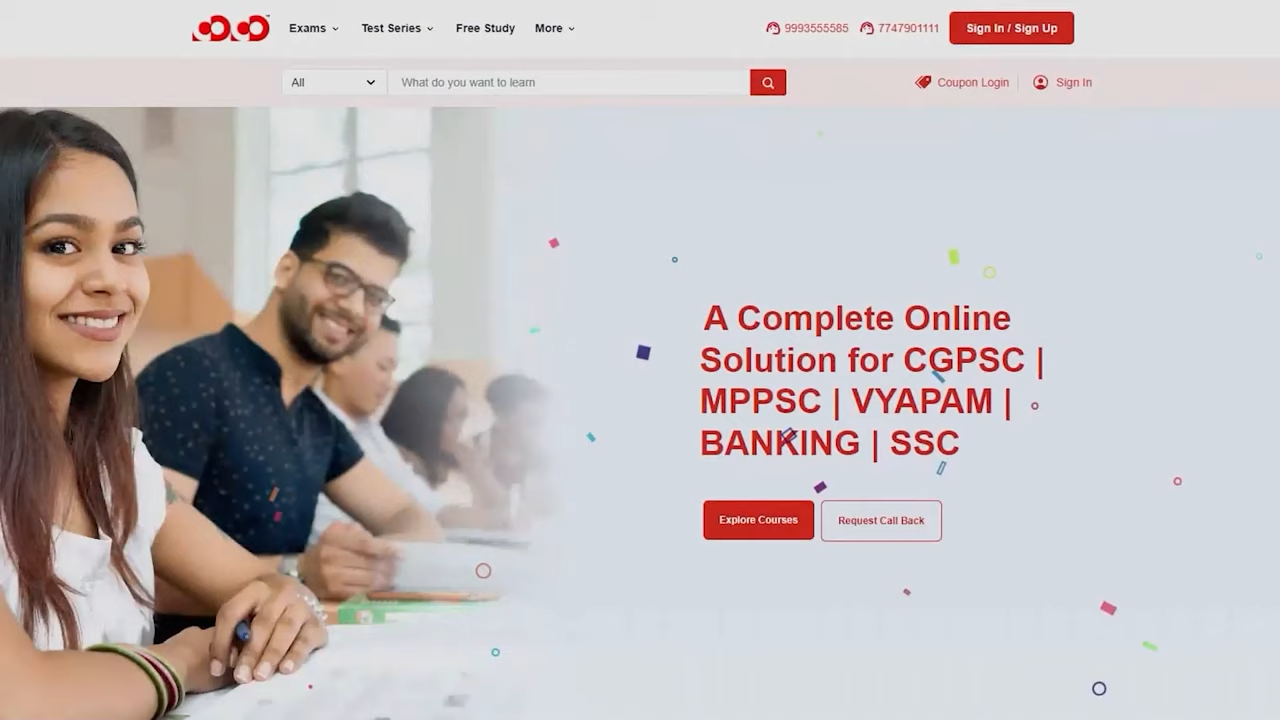 Exams
Test Series
Free Study
More
9993555585
7747901111
Sign In / Sign Up
All
What do you want to learn
Coupon Login
Sign In
A Complete Online
Solution for CGPSC |
MPPSC | VYAPAM |
BANKING | SSC
Explore Courses
Request Call Back